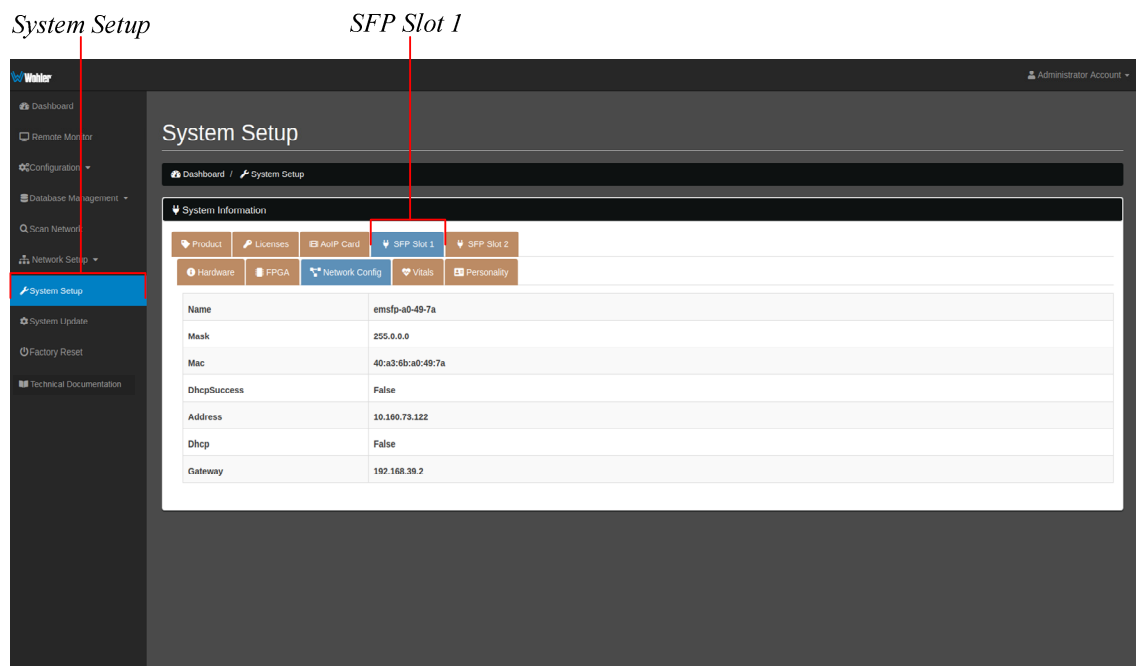 System Setup
SFP Slot 1
Wohler
Administrator Account
Dashboard
Remote Monitor
Configuration
Database Management
Scan Network
Network Setup
System Setup
System Update
Factory Reset
Technical Documentation
System Setup
Dashboard / System Setup
System Information
Product Licenses AoIP Card SFP Slot 1 SFP Slot 2
Hardware FPGA Network Config Vitals Personality
Name emsfp-a0-49-7a
Mask 255.0.0.0
Mac 40:a3:6b:a0:49:7a
DhcpSuccess False
Address 10.160.73.122
Dhcp False
Gateway 192.168.39.2